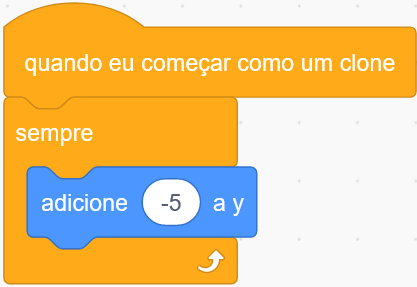 quando eu começar como um clone
sempre
adicione -5 a y